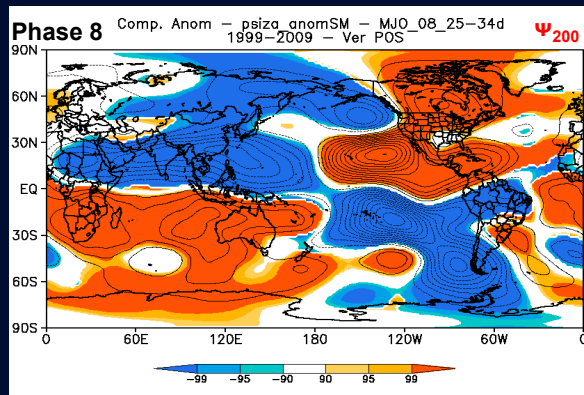 Phase 8
Comp. Anom - psiza_anomSM - MJO_08_25-34d
1999-2009 - Ver POS
Ψ200
90N
60N
30N
EQ
30S
60S
90S
0 60E 120E 180 120W 60W 0
-99 -95 -90 90 95 99